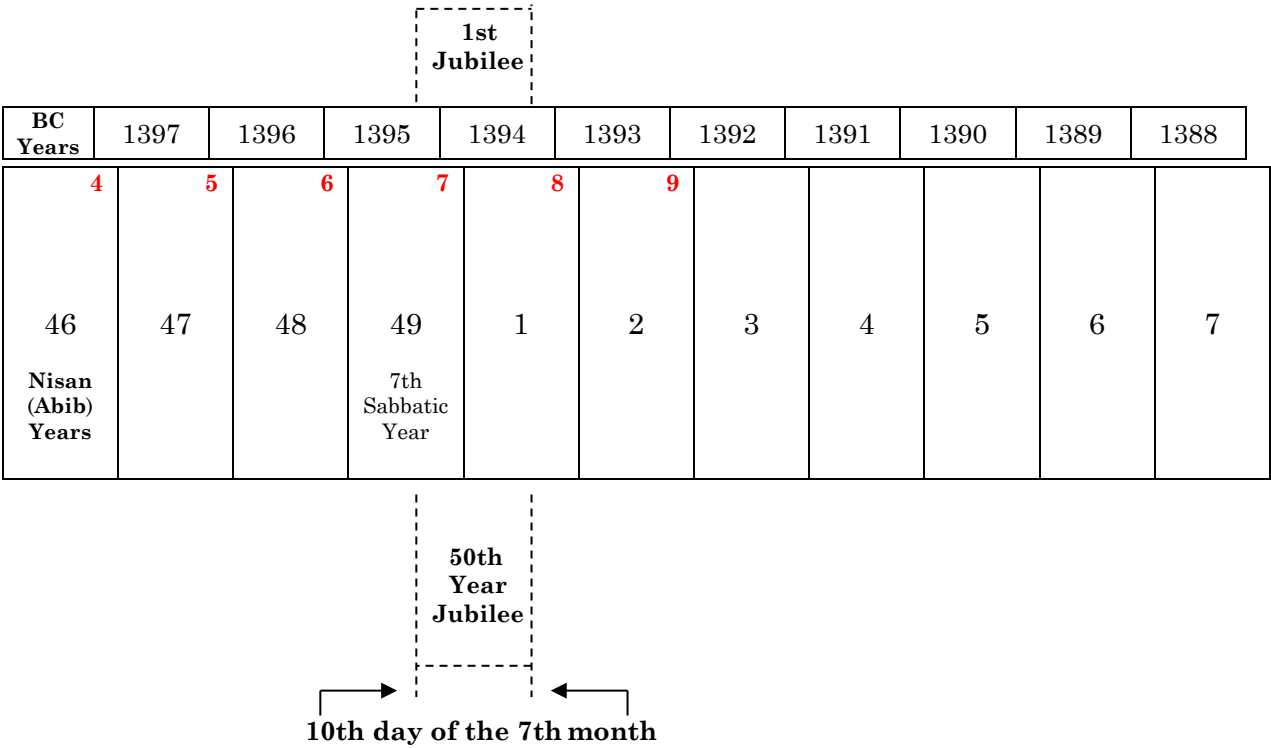 1st
Jubilee
BC
Years
1397 1396 1395 1394 1393 1392 1391 1390 1389 1388
4 5 6 7 8 9
46 47 48 49 1 2 3 4 5 6 7
Nisan
(Abib)
Years
7th
Sabbatic
Year
50th
Year
Jubilee
10th day of the 7th month